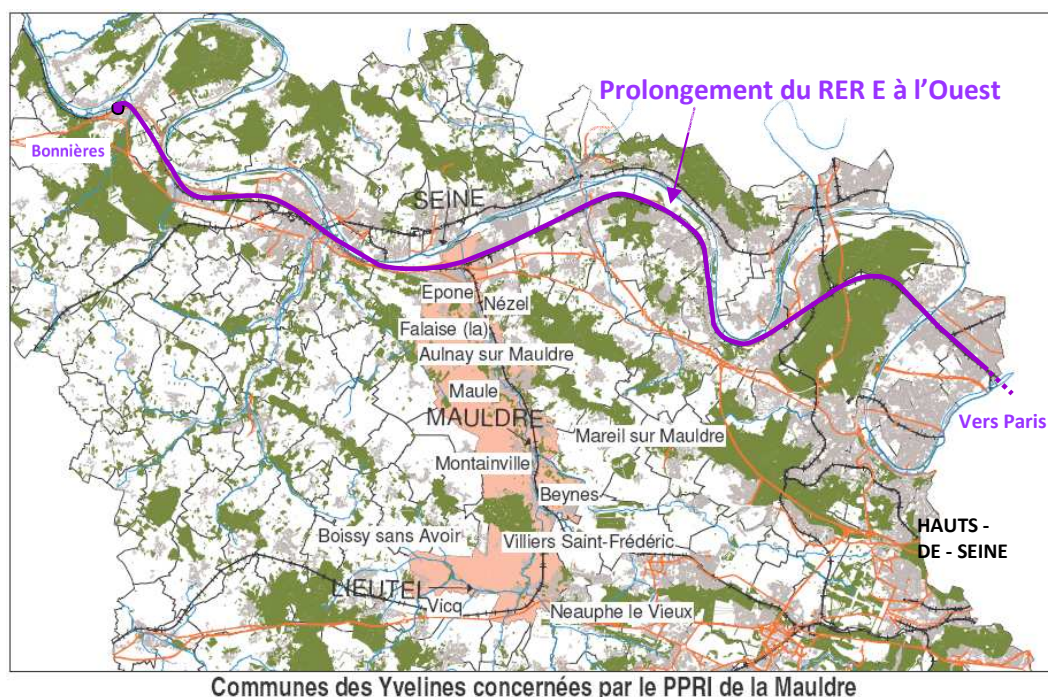 Prolongement du RER E à l'Ouest
Bonnières
SEINE
Epone
Nézel
Falaise (la)
Aulnay sur Mauldre
Maule
MAULDRE
Mareil sur Mauldre
Vers Paris
Montainville
Beynes
Boissy sans Avoir
Villiers Saint-Frédéric
HAUTS -
DE - SEINE
LIEUTEL
Vicq
Neauphe le Vieux
Communes des Yvelines concernées par le PPRI de la Mauldre